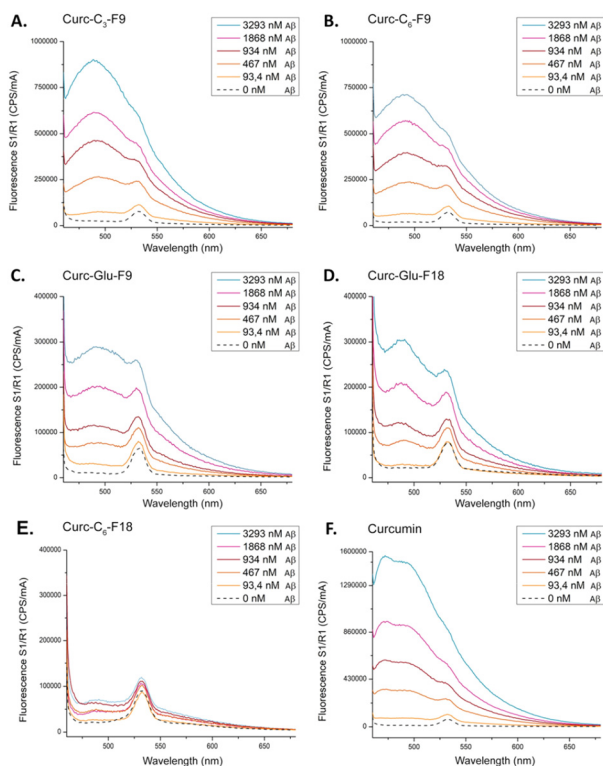 A. Curc-C3-F9
3293 nM Aβ
1868 nM Aβ
934 nM Aβ
467 nM Aβ
93,4 nM Aβ
0 nM Aβ
1000000
750000
500000
250000
0
500 550 600 650
Fluorescence S1/R1 (CPS/mA)
Wavelength (nm)
B. Curc-C6-F9
3293 nM Aβ
1868 nM Aβ
934 nM Aβ
467 nM Aβ
93,4 nM Aβ
0 nM Aβ
1000000
750000
500000
250000
0
500 550 600 650
Fluorescence S1/R1 (CPS/mA)
Wavelength (nm)
C. Curc-Glu-F9
3293 nM Aβ
1868 nM Aβ
934 nM Aβ
467 nM Aβ
93,4 nM Aβ
0 nM Aβ
400000
300000
200000
100000
0
500 550 600 650
Fluorescence S1/R1 (CPS/mA)
Wavelength (nm)
D. Curc-Glu-F18
3293 nM Aβ
1868 nM Aβ
934 nM Aβ
467 nM Aβ
93,4 nM Aβ
0 nM Aβ
400000
300000
200000
100000
0
500 550 600 650
Fluorescence S1/R1 (CPS/mA)
Wavelength (nm)
E. Curc-C6-F18
3293 nM Aβ
1868 nM Aβ
934 nM Aβ
467 nM Aβ
93,4 nM Aβ
0 nM Aβ
400000
300000
200000
100000
0
500 550 600 650
Fluorescence S1/R1 (CPS/mA)
Wavelength (nm)
F. Curcumin
3293 nM Aβ
1868 nM Aβ
934 nM Aβ
467 nM Aβ
93,4 nM Aβ
0 nM Aβ
1600000
1290000
860000
430000
0
500 550 600 650
Fluorescence S1/R1 (CPS/mA)
Wavelength (nm)